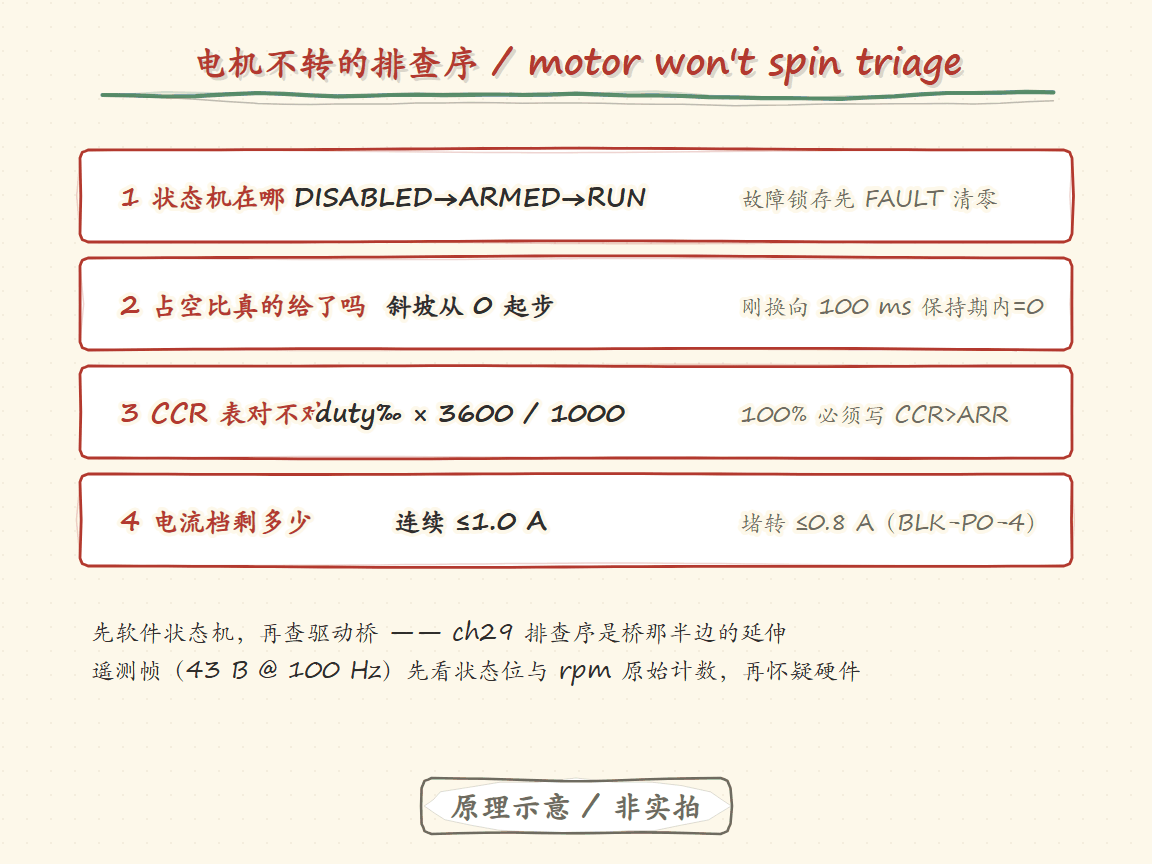 电机不转的排查序 / motor won't spin triage
1 状态机在哪 DISABLED→ARMED→RUN 故障锁存先 FAULT 清零
2 占空比真的给了吗 斜坡从 0 起步 刚换向 100 ms 保持期内=0
3 CCR 表对不对 duty‰ × 3600 / 1000 100% 必须写 CCR>ARR
4 电流档剩多少 连续 ≤1.0 A 堵转 ≤0.8 A（BLK-P0-4）
先软件状态机，再查驱动桥 —— ch29 排查序是桥那半边的延伸
遥测帧（43 B @ 100 Hz）先看状态位与 rpm 原始计数，再怀疑硬件
原理示意 / 非实拍